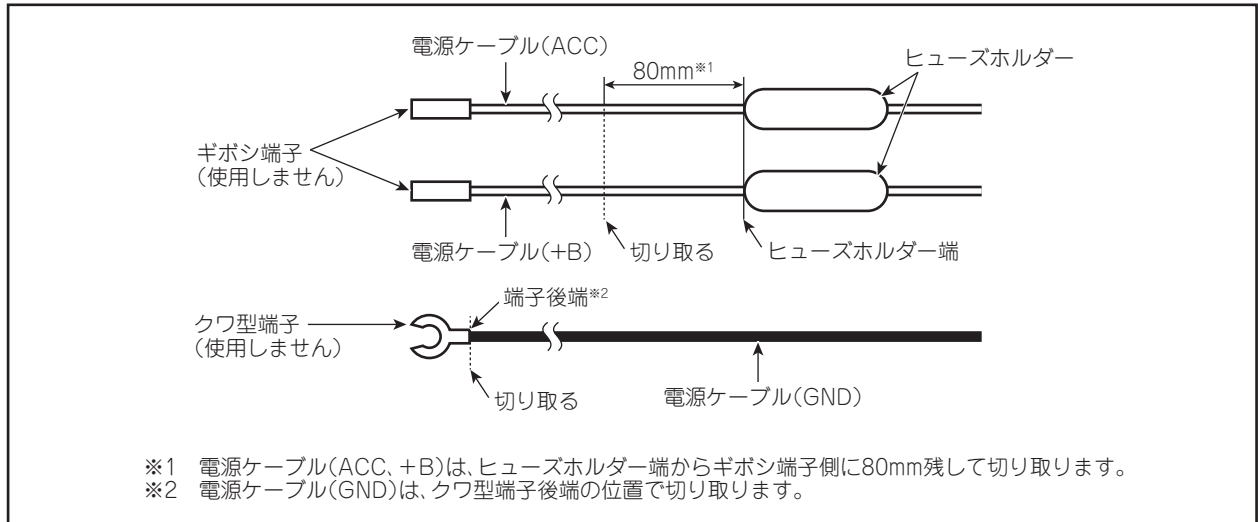 電源ケーブル(ACC)
80mm※1
ヒューズホルダー
ギボシ端子
(使用しません)
電源ケーブル(+B)
切り取る
ヒューズホルダー端
端子後端※2
クワ型端子
(使用しません)
切り取る
電源ケーブル(GND)
※1 電源ケーブル(ACC、+B)は、ヒューズホルダー端からギボシ端子側に80mm残して切り取ります。
※2 電源ケーブル(GND)は、クワ型端子後端の位置で切り取ります。